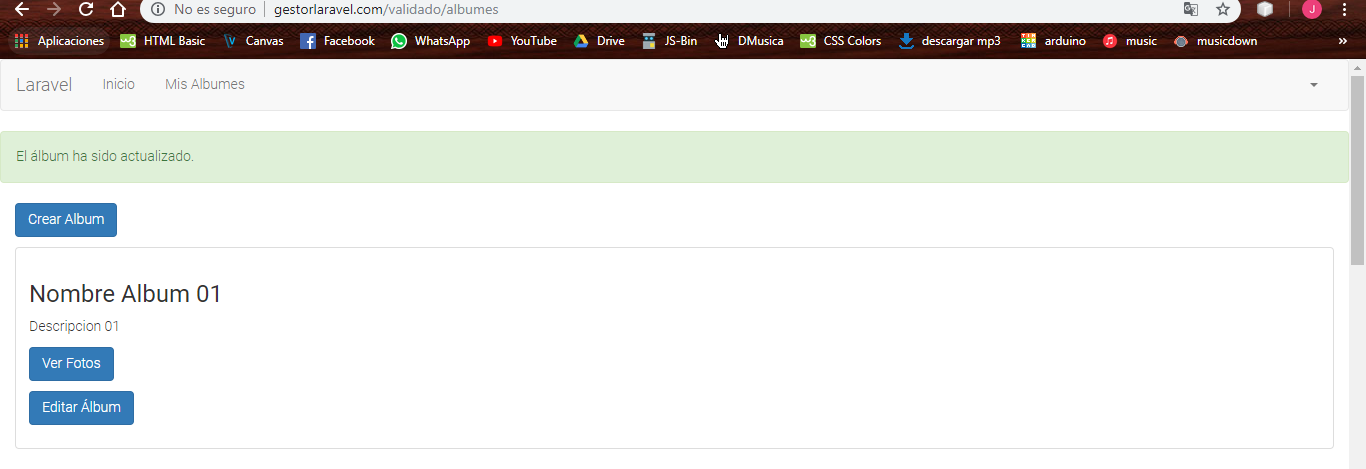 No es seguro | gestorlaravel.com/validado/albumes
J
Aplicaciones HTML Basic Canvas Facebook WhatsApp YouTube Drive JS-Bin DMusica CSS Colors descargar mp3 arduino music musicdown »
Laravel Inicio Mis Albumes
El álbum ha sido actualizado.
Crear Album
Nombre Album 01
Descripcion 01
Ver Fotos
Editar Álbum